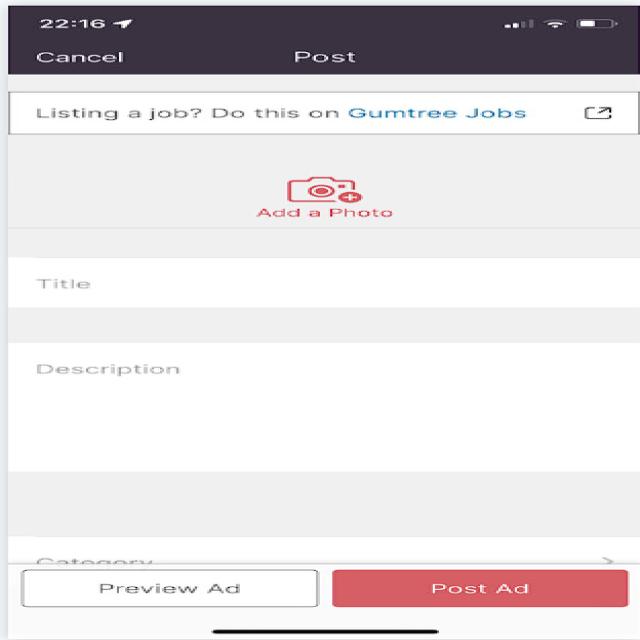 22:16
Cancel Post
Listing a job? Do this on Gumtree Jobs
Add a Photo
Title
Description
Category
Preview Ad Post Ad